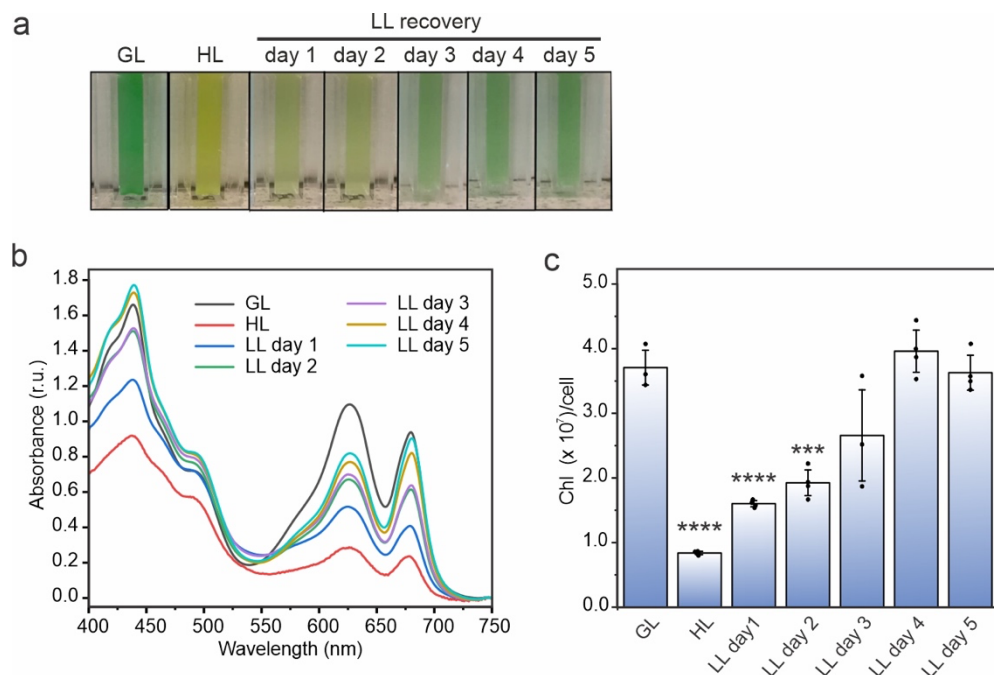 a
LL recovery
GL HL day 1 day 2 day 3 day 4 day 5
b
1.8
1.6
1.4
1.2
1.0
0.8
0.6
0.4
0.2
0.0
Absorbance (r.u.)
GL
HL
LL day 1
LL day 2
LL day 3
LL day 4
LL day 5
400 450 500 550 600 650 700 750
Wavelength (nm)
c
5.0
4.0
3.0
2.0
1.0
0.0
Chl (x 10⁷)/cell
****
****
***
GL
HL
LL day1
LL day 2
LL day 3
LL day 4
LL day 5